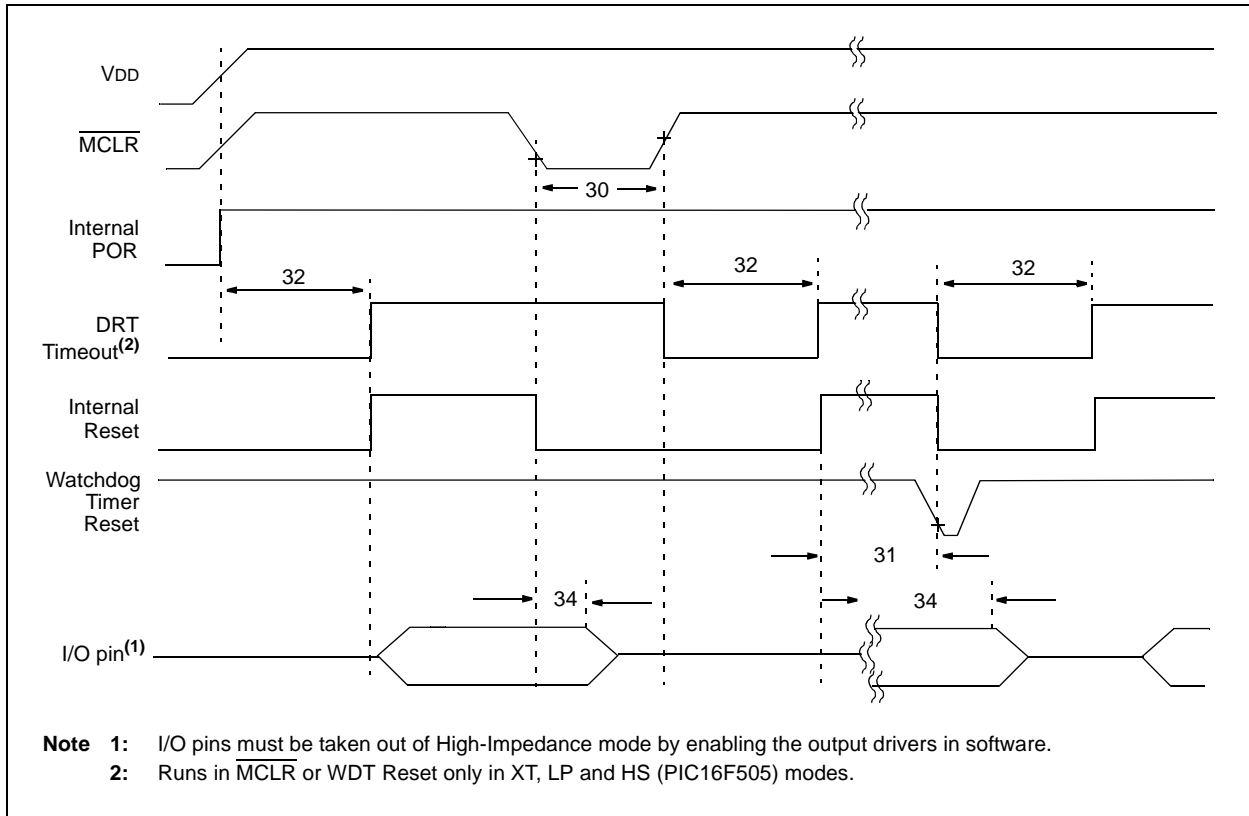 VDD
MCLR
30
Internal
POR
32
32
32
DRT
Timeout(2)
Internal
Reset
Watchdog
Timer
Reset
31
34
34
I/O pin(1)
Note 1: I/O pins must be taken out of High-Impedance mode by enabling the output drivers in software.
2: Runs in MCLR or WDT Reset only in XT, LP and HS (PIC16F505) modes.